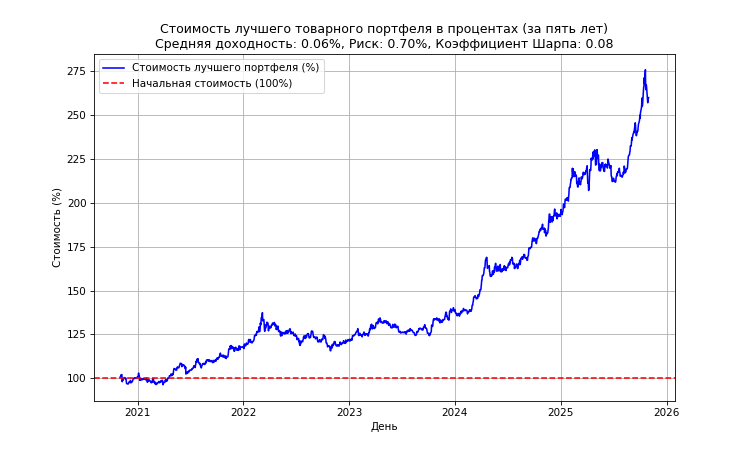 Стоимость лучшего товарного портфеля в процентах (за пять лет)
Средняя доходность: 0.06%, Риск: 0.70%, Коэффициент Шарпа: 0.08
Стоимость лучшего портфеля (%)
Начальная стоимость (100%)
Стоимость (%)
275
250
225
200
175
150
125
100
2021
2022
2023
2024
2025
2026
День